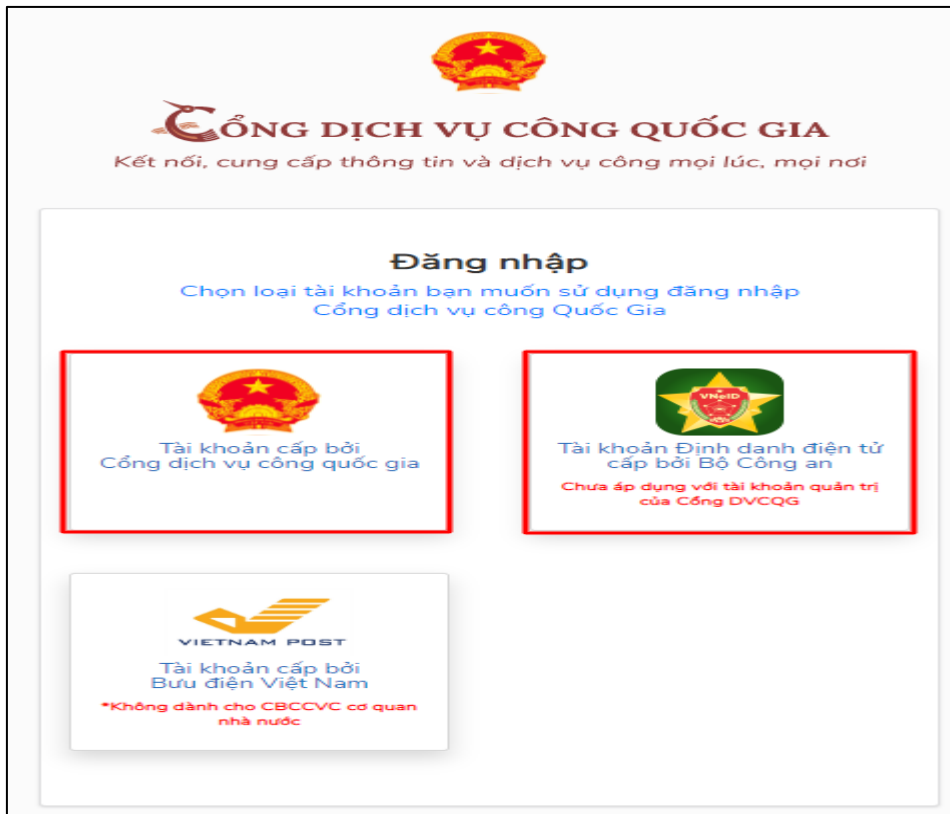 CỔNG DỊCH VỤ CÔNG QUỐC GIA
Kết nối, cung cấp thông tin và dịch vụ công mọi lúc, mọi nơi
Đăng nhập
Chọn loại tài khoản bạn muốn sử dụng đăng nhập
Cổng dịch vụ công Quốc Gia
Tài khoản cấp bởi
Cổng dịch vụ công quốc gia
VNeID
Tài khoản Định danh điện tử
cấp bởi Bộ Công an
Chưa áp dụng với tài khoản quản trị
của Cổng DVCQG
VIETNAM POST
Tài khoản cấp bởi
Bưu điện Việt Nam
*Không dành cho CBCCVC cơ quan
nhà nước